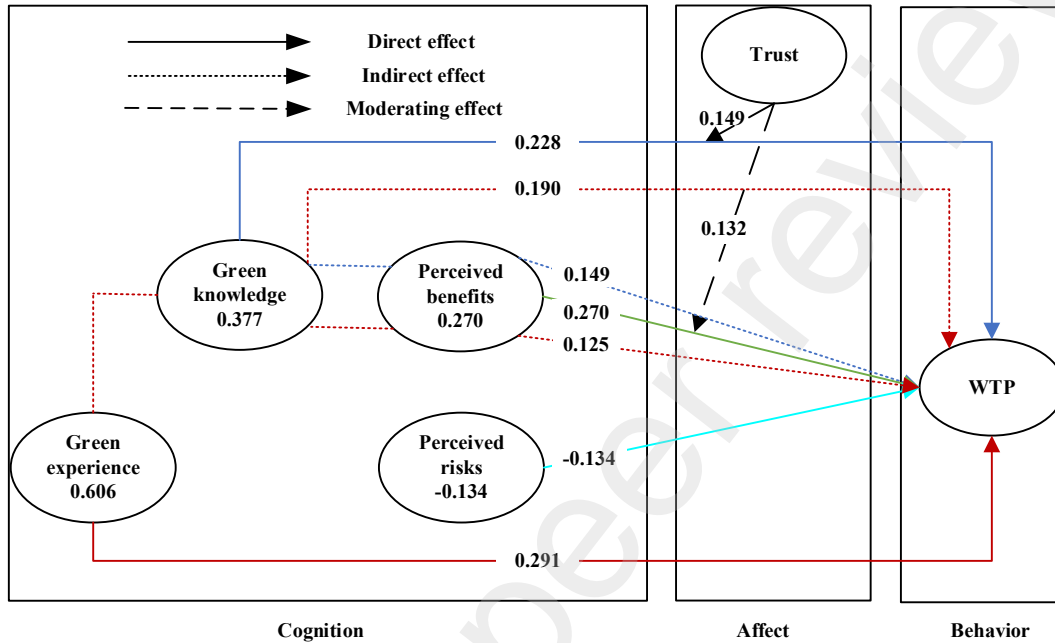 Direct effect
Indirect effect
Moderating effect
Trust
0.149
0.228
0.190
0.132
Green
knowledge
0.377
Perceived
benefits
0.270
0.149
0.270
0.125
WTP
Green
experience
0.606
Perceived
risks
-0.134
-0.134
0.291
Cognition
Affect
Behavior
peer review